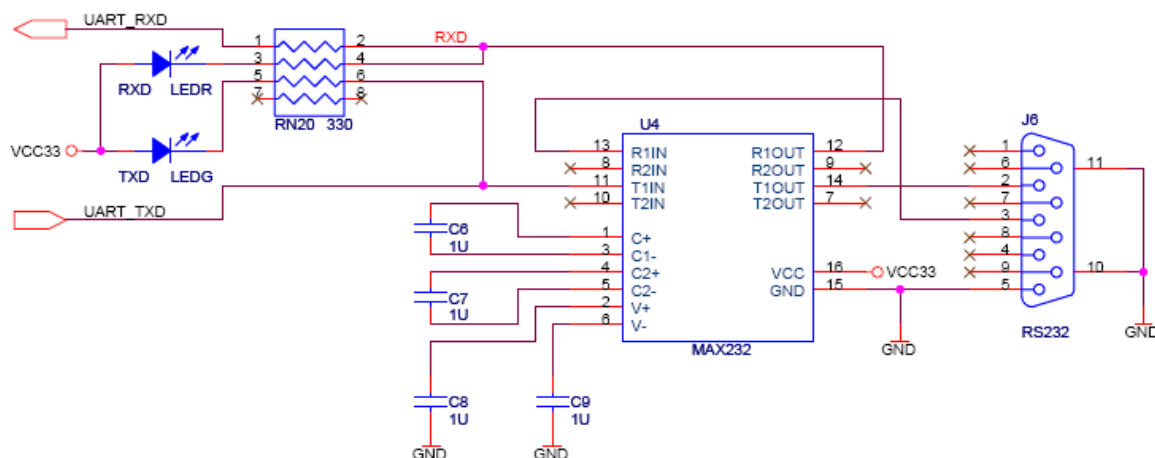 UART_RXD
1 2 RXD
3 4
5 6
7 8
RXD LEDR
RN20 330
VCC33
TXD LEDG
UART_TXD
U4
13 R1IN R1OUT 12
8 R2IN R2OUT 9
11 T1IN T1OUT 14
10 T2IN T2OUT 7
1 C+
3 C1-
4 C2+
5 C2-
2 V+
6 V-
VCC 16 VCC33
GND 15
MAX232
GND
C6
1U
C7
1U
C8
1U
GND
C9
1U
GND
J6
1
6
2
7
3
8
4
9
5
11
10
RS232
GND